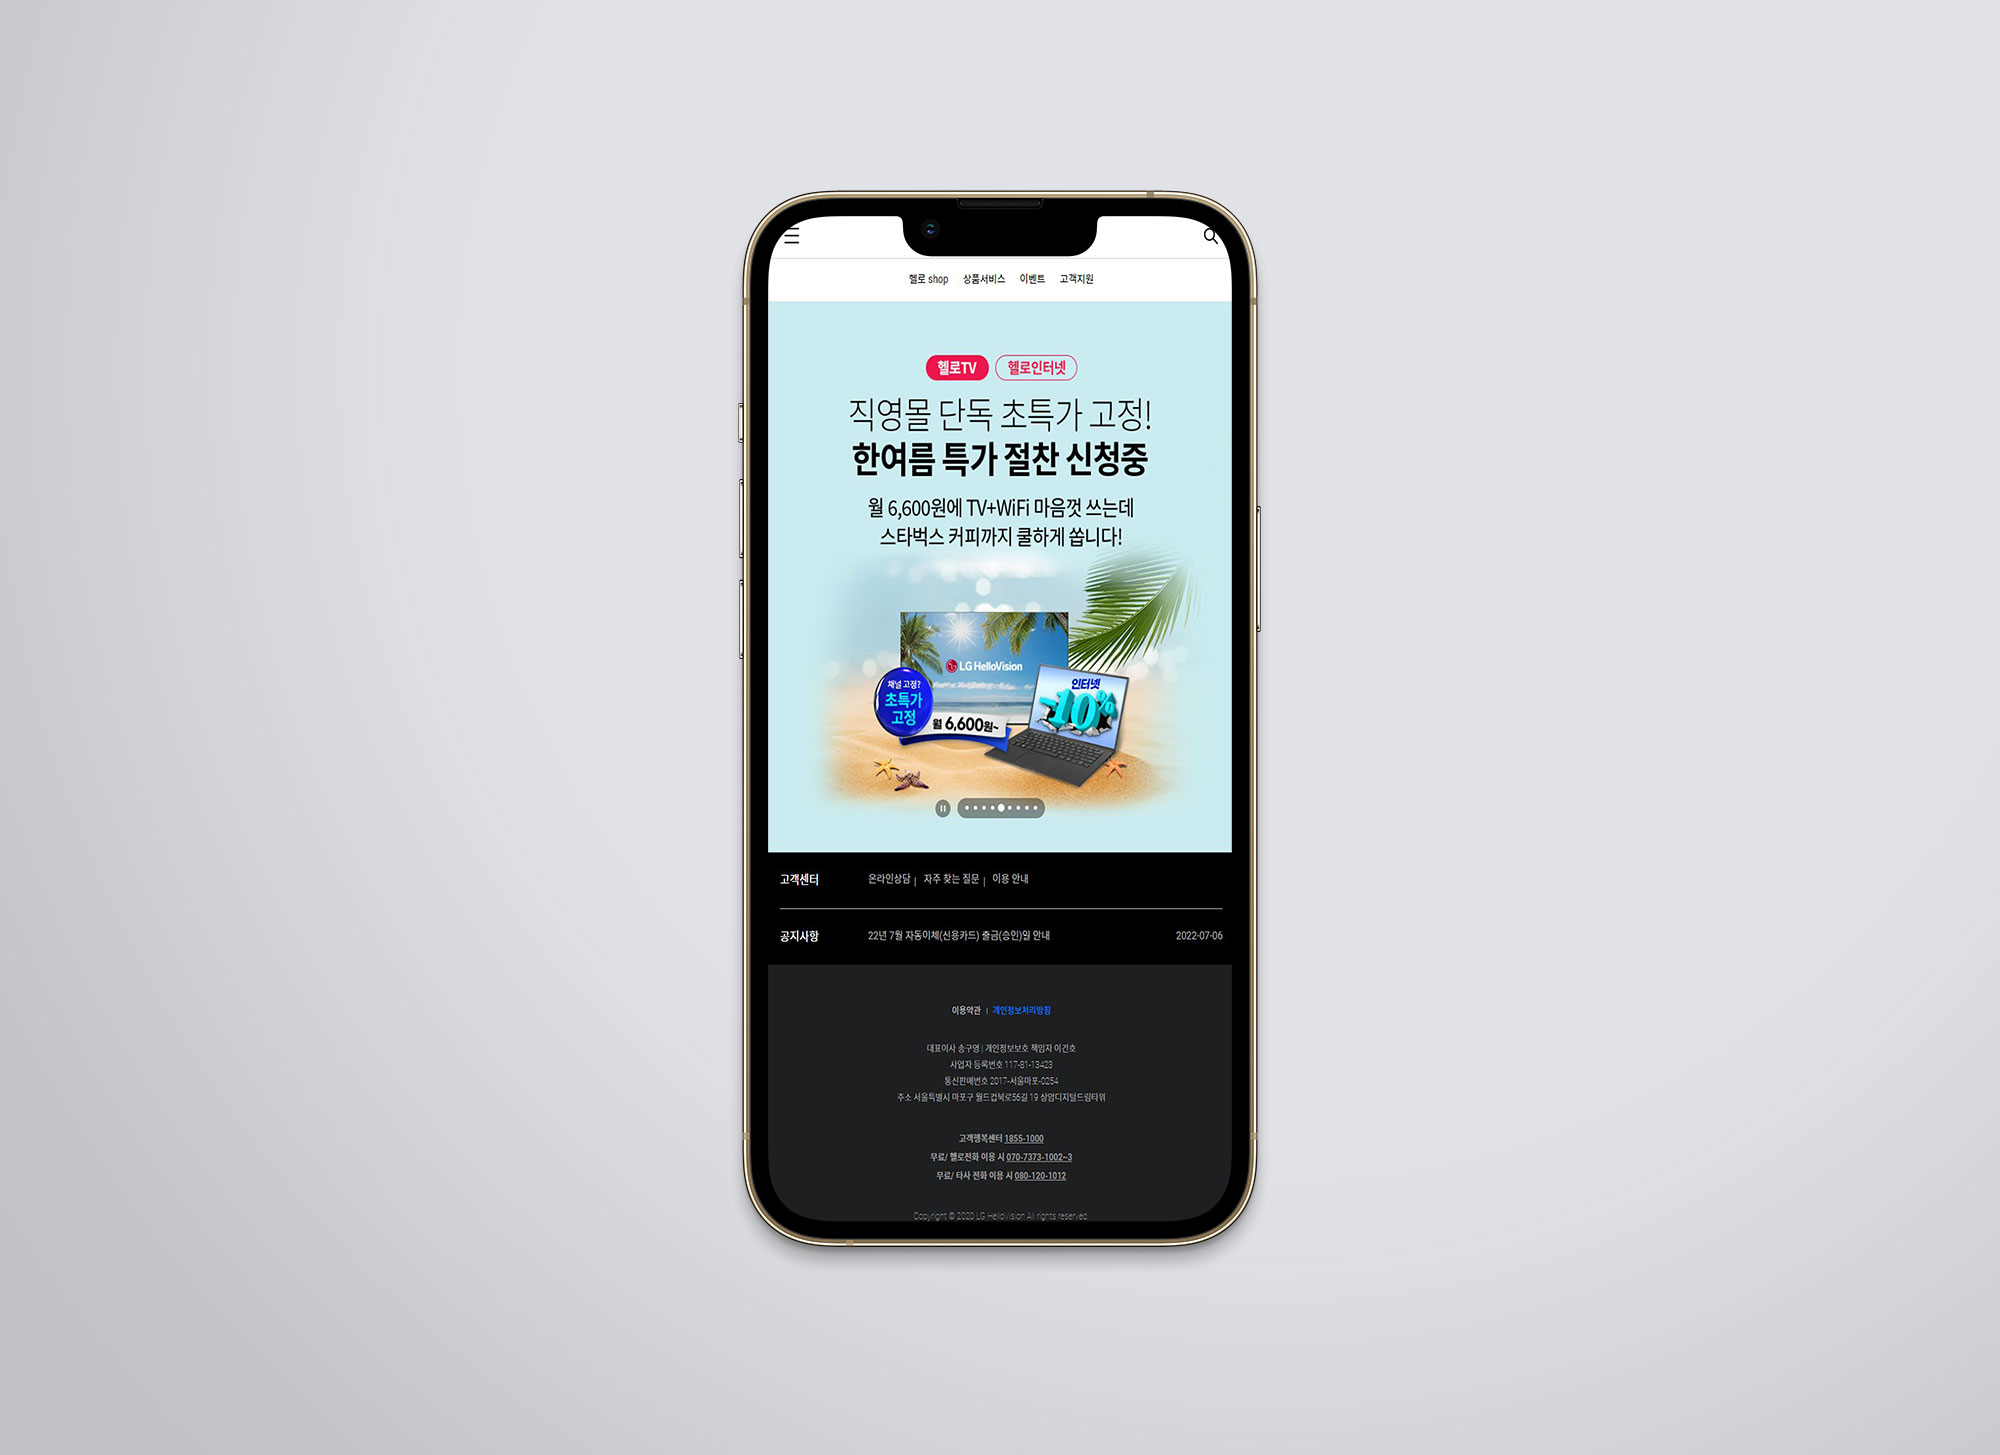 헬로 shop 상품서비스 이벤트 고객지원
헬로TV 헬로인터넷
직영몰 단독 초특가 고정!
한여름 특가 절찬 신청중
월 6,600원에 TV+WiFi 마음껏 쓰는데
스타벅스 커피까지 쿨하게 쏩니다!
LG HelloVision
채널 고정?
초특가
고정
월 6,600원~
인터넷
-10%
고객센터 온라인상담 | 자주 찾는 질문 | 이용 안내
공지사항 22년 7월 자동이체(신용카드) 출금(승인)일 안내 2022-07-06
이용약관 | 개인정보처리방침
대표이사 송구영 | 개인정보보호 책임자 이건호
사업자 등록번호 117-81-13423
통신판매번호 2017-서울마포-0254
주소 서울특별시 마포구 월드컵북로56길 19 상암디지털드림타워
고객행복센터 1855-1000
무료/ 헬로전화 이용 시 070-7373-1002~3
무료/ 타사 전화 이용 시 080-120-1012
Copyright © 2020 LG HelloVision All rights reserved.